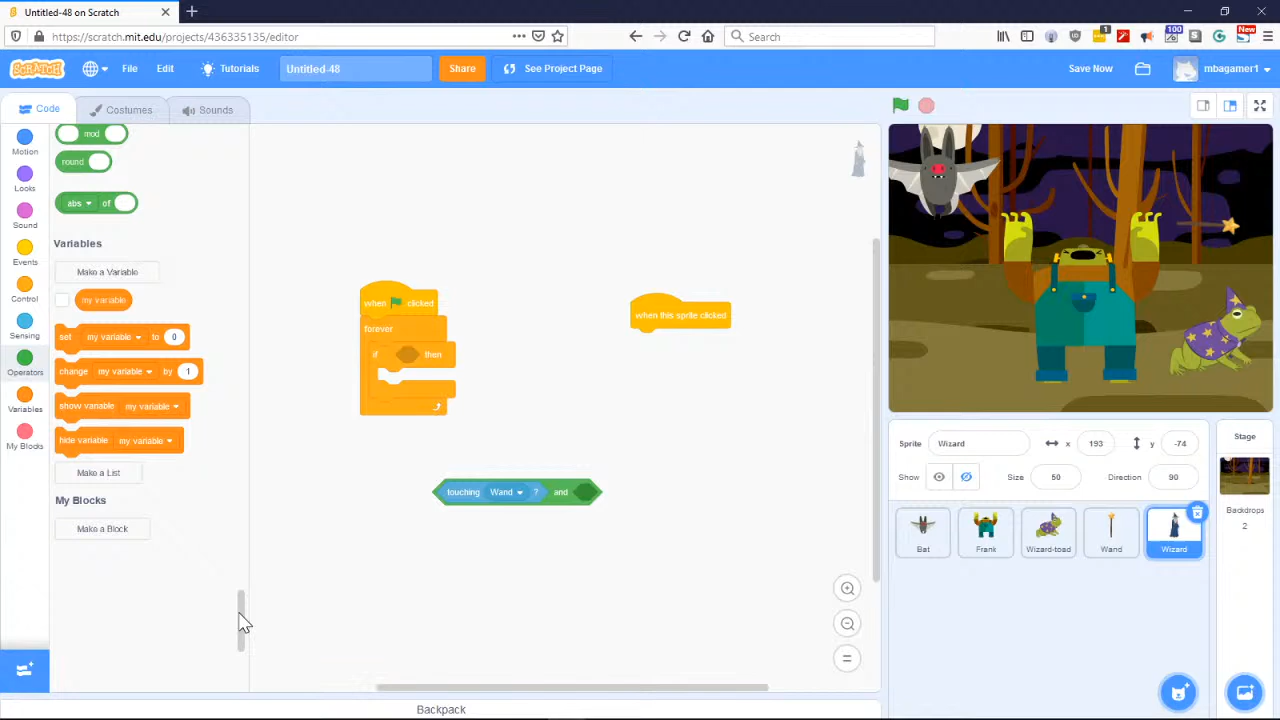 Untitled-48 on Scratch
https://scratch.mit.edu/projects/436335135/editor
Search
1
100
New
SCRATCH
File
Edit
Tutorials
Untitled-48
Share
See Project Page
Save Now
mbagamer1
Code
Costumes
Sounds
Motion
Looks
Sound
Events
Control
Sensing
Operators
Variables
My Blocks
mod
round
abs of
Variables
Make a Variable
my variable
set my variable to 0
change my variable by 1
show variable my variable
hide variable my variable
Make a List
My Blocks
Make a Block
when clicked
forever
if then
when this sprite clicked
touching Wand ? and
Sprite Wizard x 193 y -74
Show Size 50 Direction 90
Bat
Frank
Wizard-toad
Wand
Wizard
Stage
Backdrops
2
Backpack